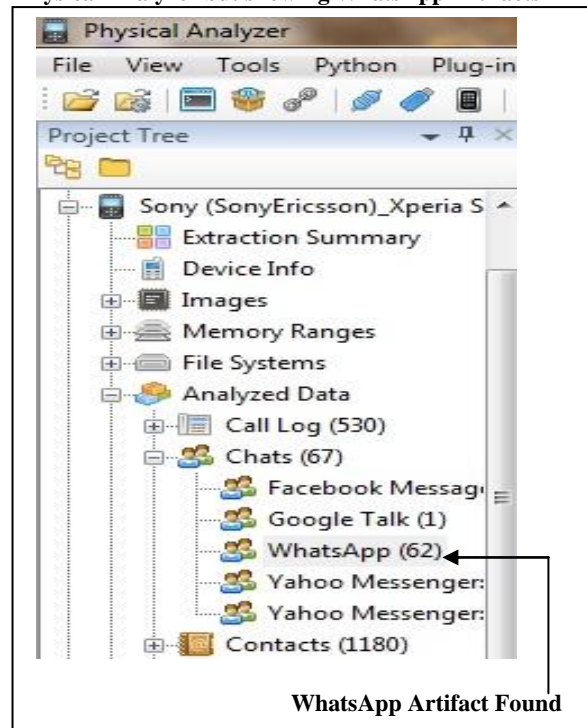 Physical Analyzer
File View Tools Python Plug-in
Project Tree
Sony (SonyEricsson)_Xperia S
Extraction Summary
Device Info
Images
Memory Ranges
File Systems
Analyzed Data
Call Log (530)
Chats (67)
Facebook
Google Talk (1)
WhatsApp (62)
Yahoo Messenger
Yahoo Messenger
Contacts (1180)
WhatsApp Artifact Found